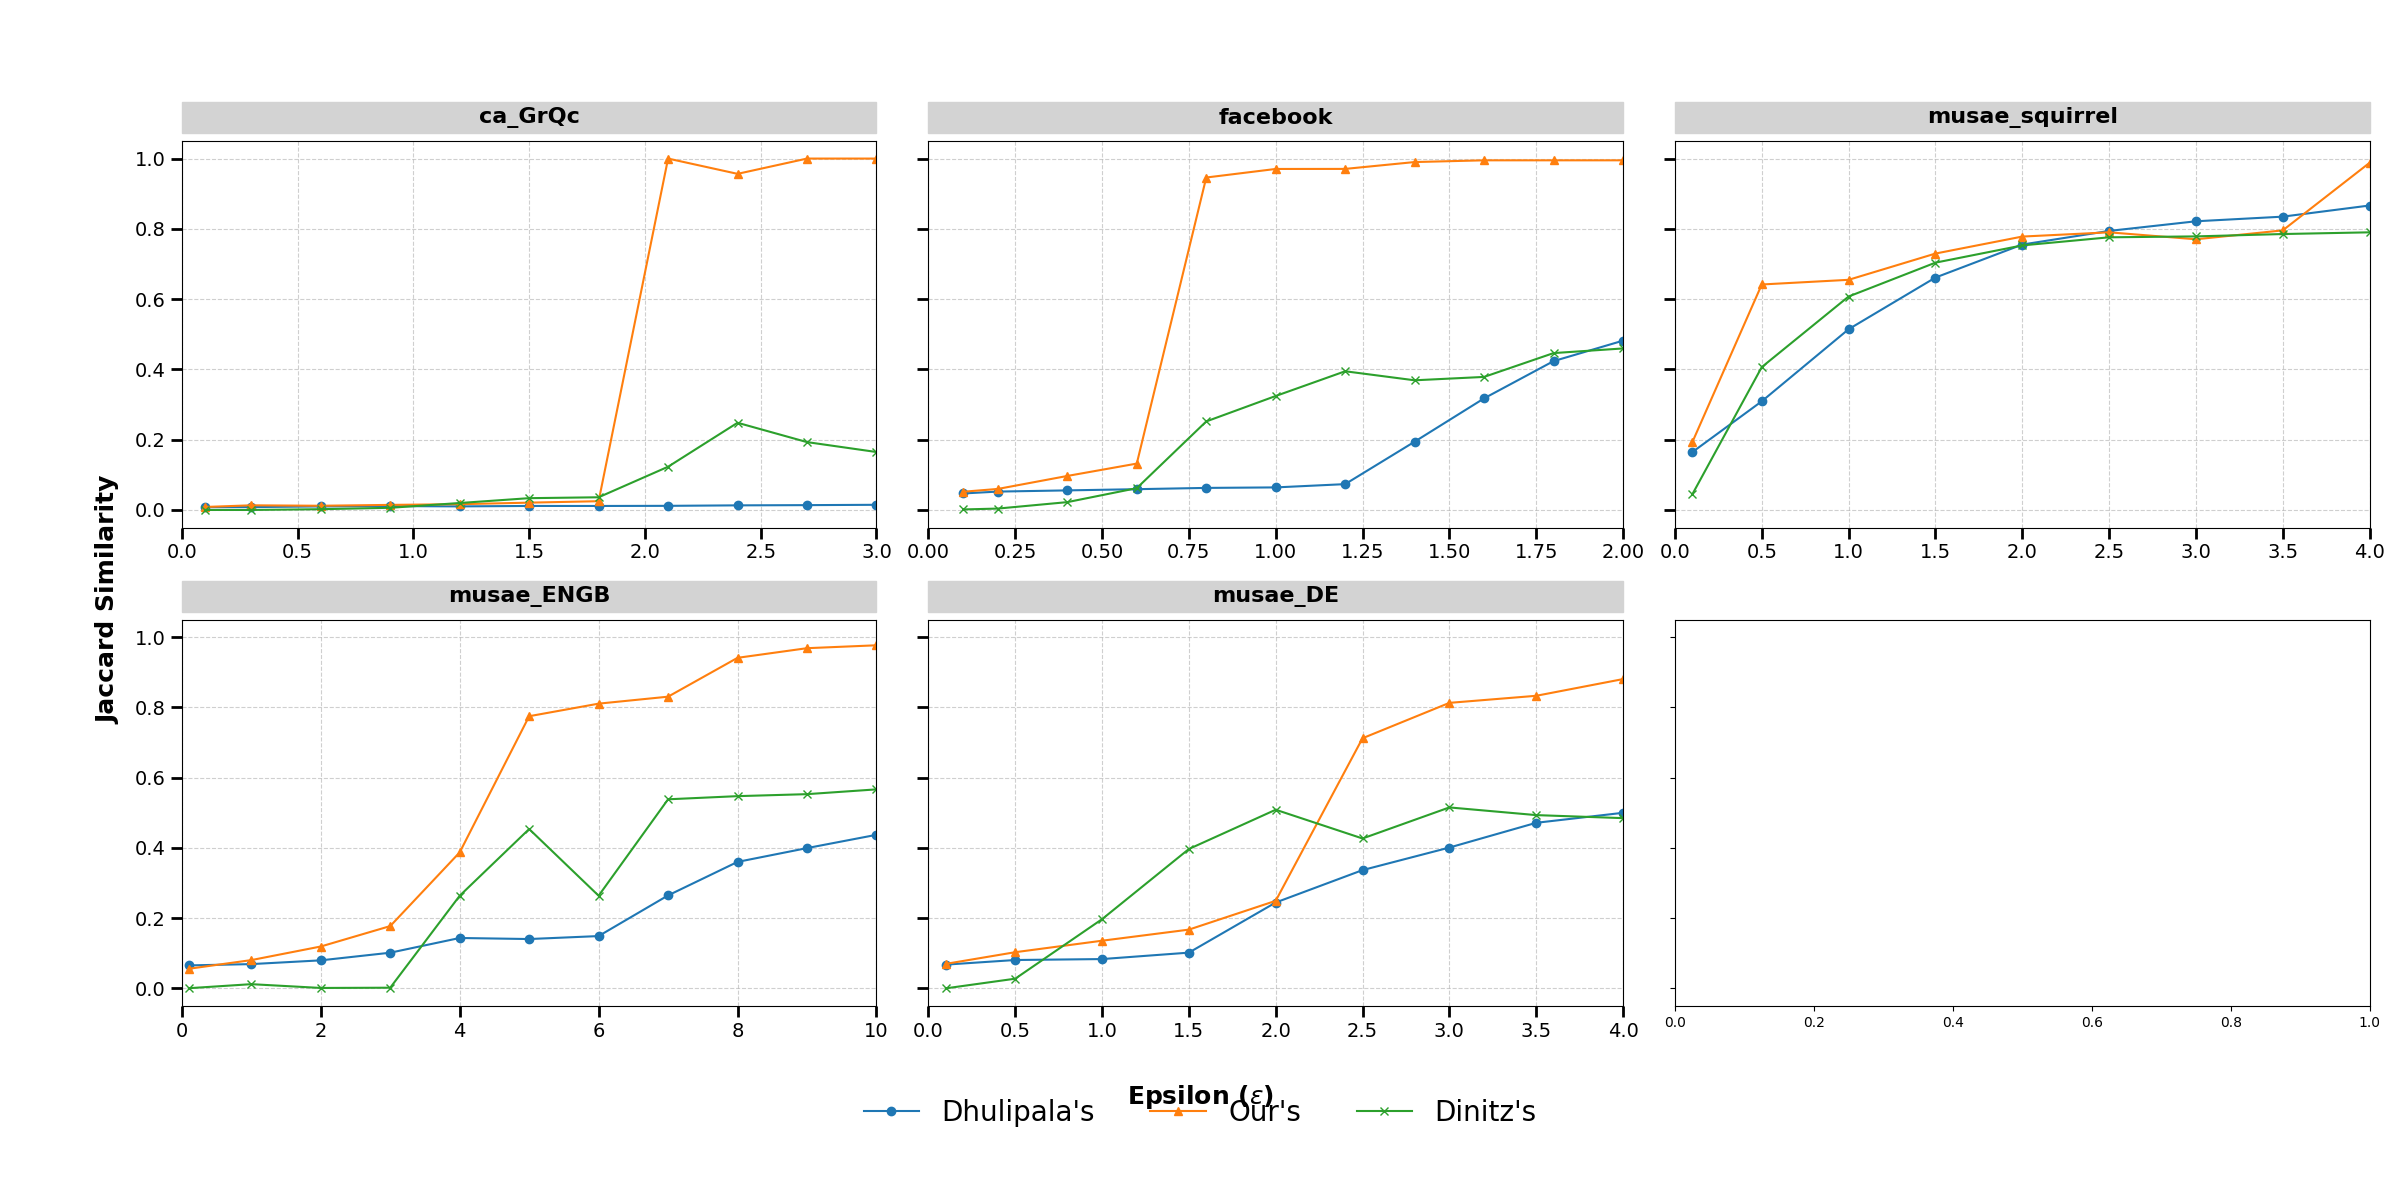 ca_GrQc
facebook
musae_squirrel
1.0
0.8
0.6
0.4
0.2
0.0
0.0 0.5 1.0 1.5 2.0 2.5 3.0
0.00 0.25 0.50 0.75 1.00 1.25 1.50 1.75 2.00
0.0 0.5 1.0 1.5 2.0 2.5 3.0 3.5 4.0
Jaccard Similarity
musae_ENGB
musae_DE
1.0
0.8
0.6
0.4
0.2
0.0
0 2 4 6 8 10
0.0 0.5 1.0 1.5 2.0 2.5 3.0 3.5 4.0
0.0 0.2 0.4 0.6 0.8 1.0
Epsilon (ε)
Dhulipala's Our's Dinitz's